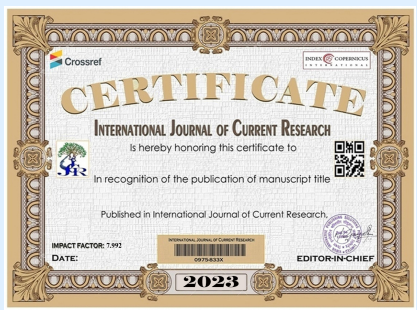 Crossref
INDEX COPERNICUS
INTERNATIONAL
CERTIFICATE
INTERNATIONAL JOURNAL OF CURRENT RESEARCH
Is hereby honoring this certificate to
In recognition of the publication of manuscript title
Published in International Journal of Current Research.
IMPACT FACTOR: 7.992
INTERNATIONAL JOURNAL OF CURRENT RESEARCH
0975-833X
DATE:
EDITOR-IN-CHIEF
2023